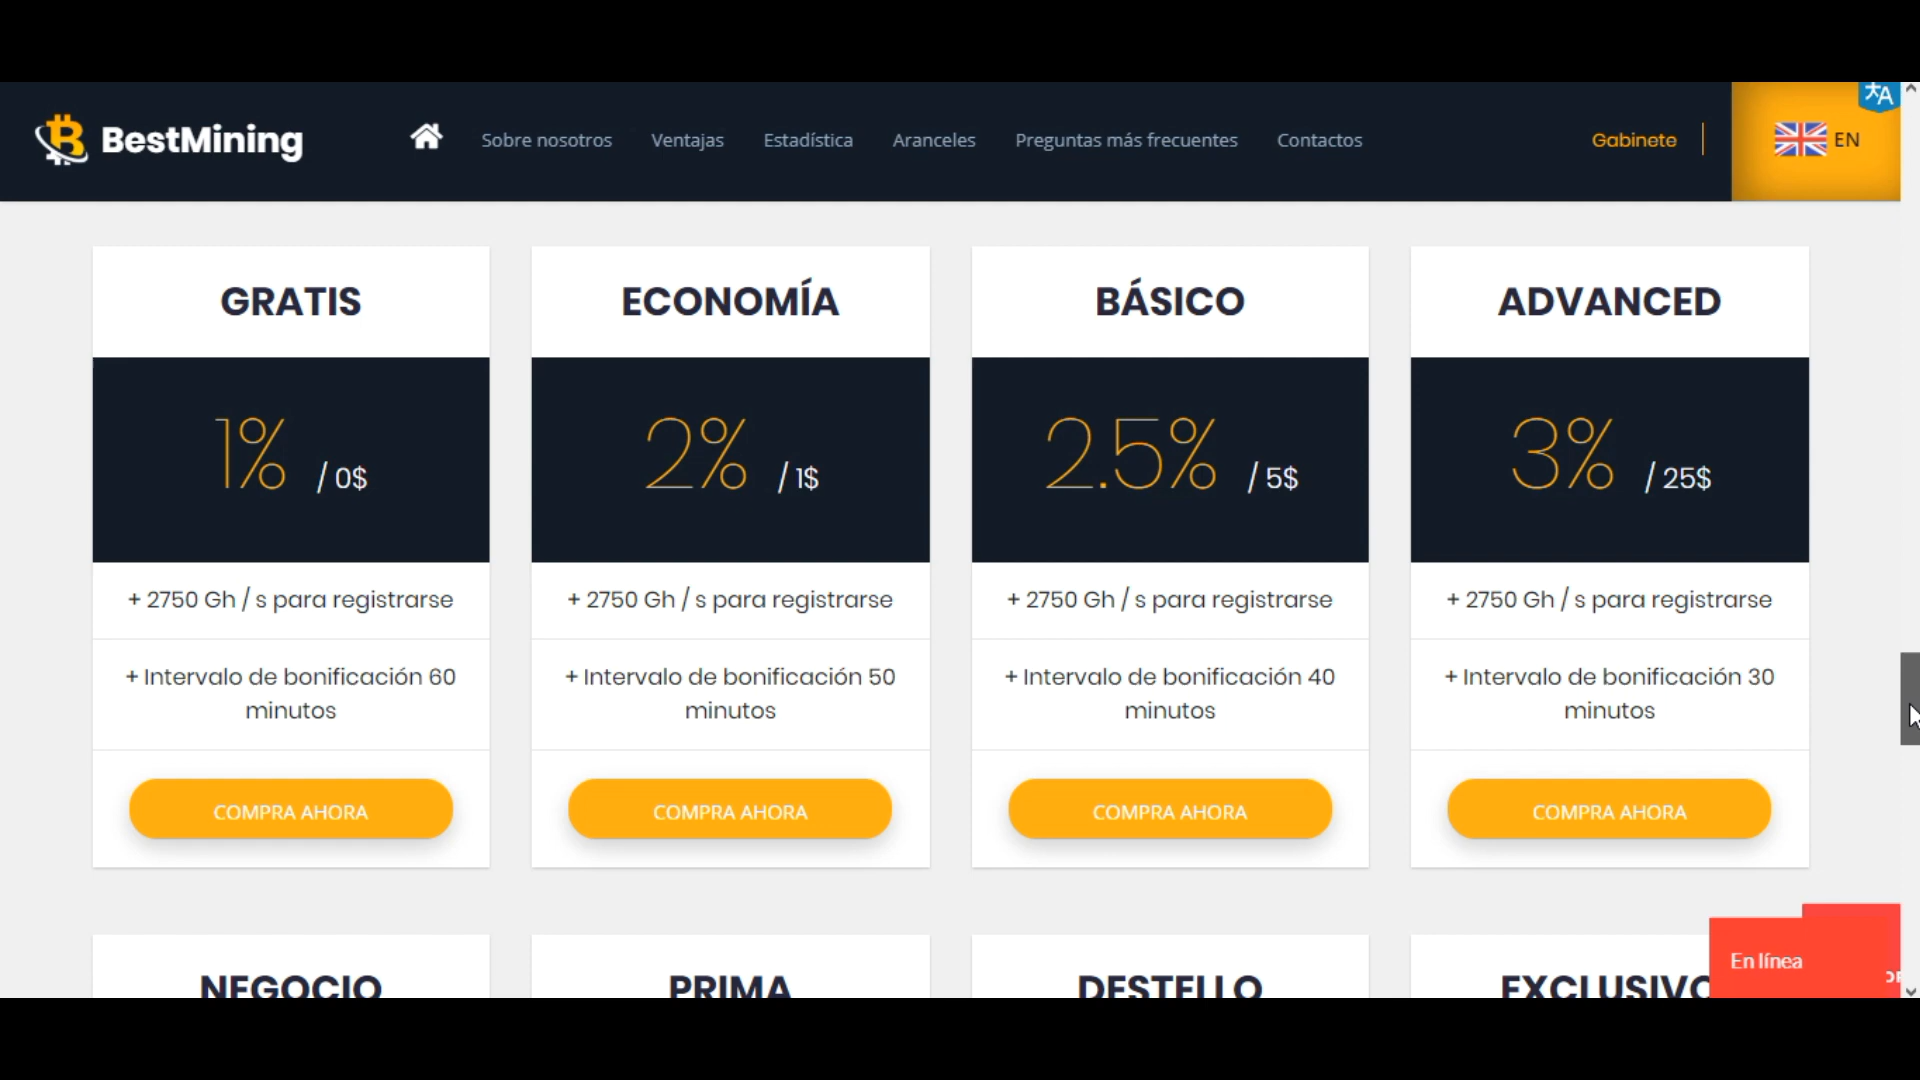 BestMining
Sobre nosotros
Ventajas
Estadística
Aranceles
Preguntas más frecuentes
Contactos
Gabinete
EN
GRATIS
1% / 0$
+ 2750 Gh / s para registrarse
+ Intervalo de bonificación 60
minutos
COMPRA AHORA
ECONOMÍA
2% / 1$
+ 2750 Gh / s para registrarse
+ Intervalo de bonificación 50
minutos
COMPRA AHORA
BÁSICO
2.5% / 5$
+ 2750 Gh / s para registrarse
+ Intervalo de bonificación 40
minutos
COMPRA AHORA
ADVANCED
3% / 25$
+ 2750 Gh / s para registrarse
+ Intervalo de bonificación 30
minutos
COMPRA AHORA
NEGOCIO
PRIMA
DESTELLO
EXCLUSIVO
En línea